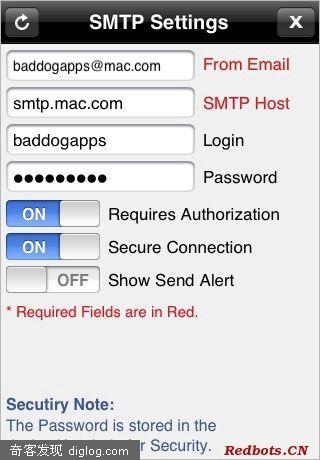 SMTP Settings
X
baddogapps@mac.com From Email
smtp.mac.com SMTP Host
baddogapps Login
●●●●●●●●● Password
ON Requires Authorization
ON Secure Connection
OFF Show Send Alert
* Required Fields are in Red.
Secutiry Note:
The Password is stored in the
Security.
奇客发现 diglog.com
Redbots.CN